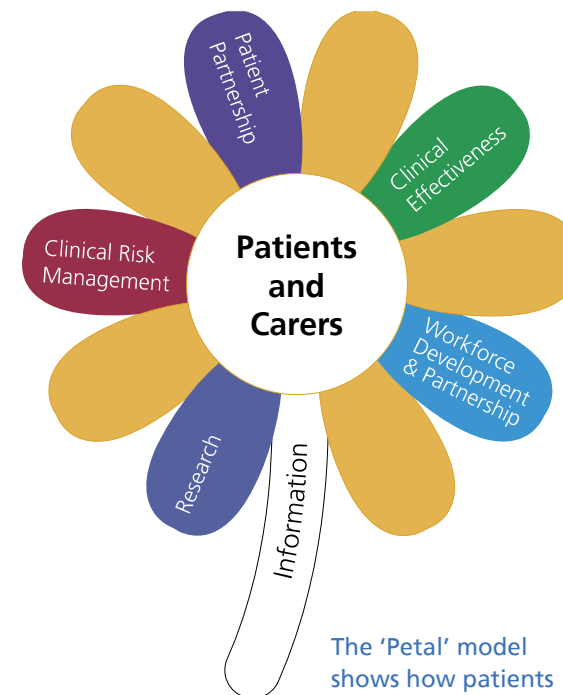 Patient
Partnership
Clinical
Effectiveness
Clinical Risk
Management
Patients
and
Carers
Workforce
Development
& Partnership
Research
Information
The ‘Petal’ model
shows how patients